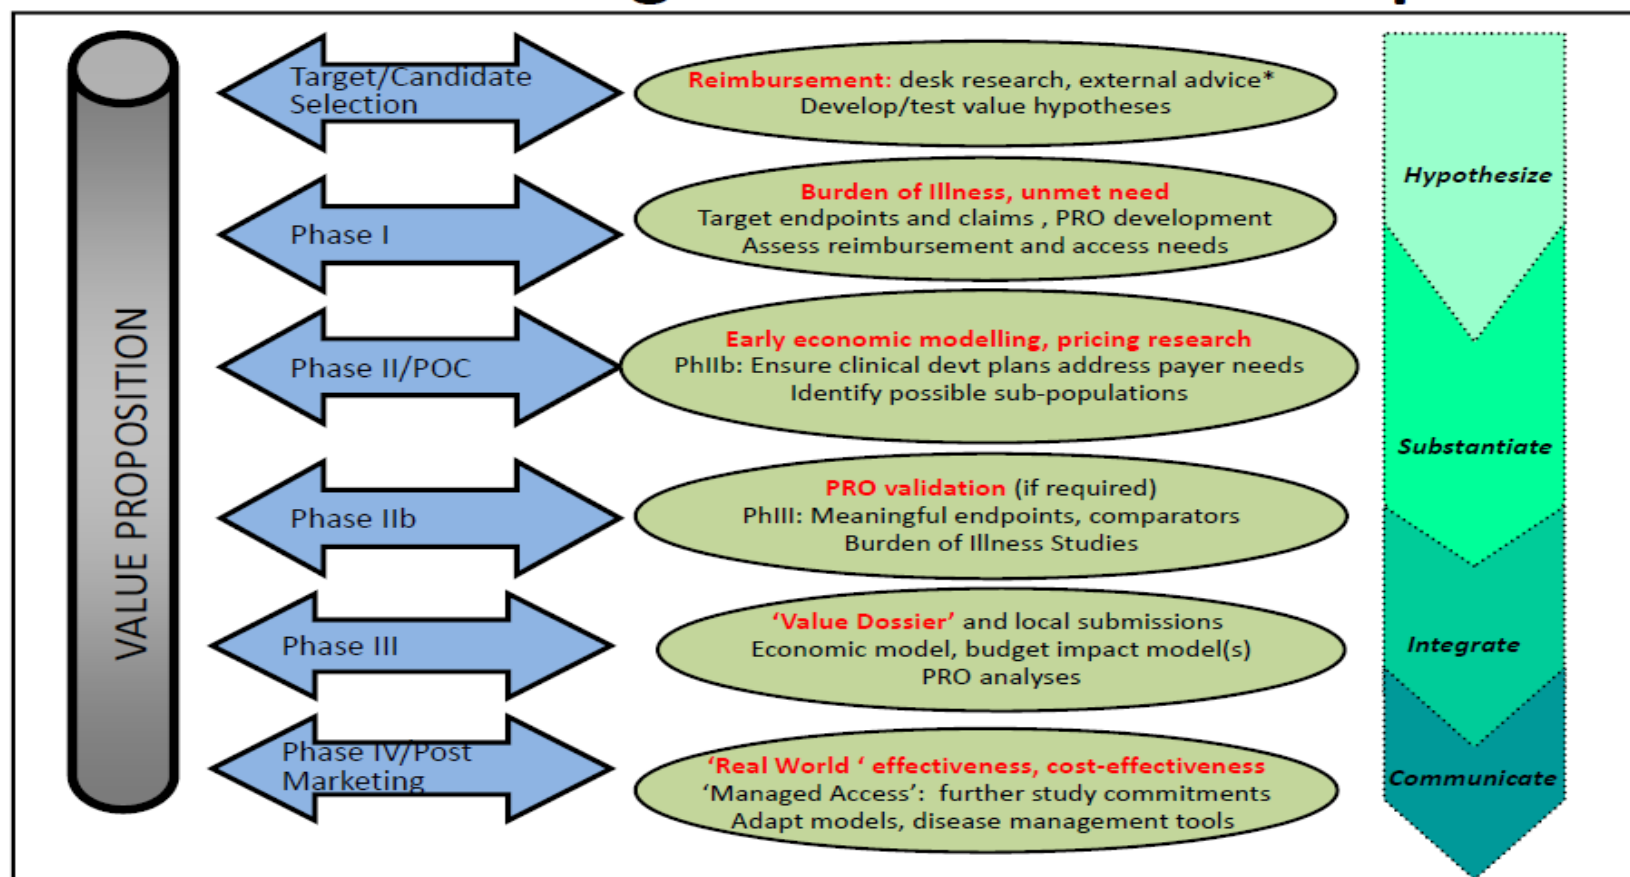 VALUE PROPOSITION
Target/Candidate
Selection
Reimbursement: desk research, external advice*
Develop/test value hypotheses
Phase I
Burden of Illness, unmet need
Target endpoints and claims , PRO development
Assess reimbursement and access needs
Phase II/POC
Early economic modelling, pricing research
PhIIb: Ensure clinical devt plans address payer needs
Identify possible sub-populations
Phase IIb
PRO validation (if required)
PhIII: Meaningful endpoints, comparators
Burden of Illness Studies
Phase III
‘Value Dossier’ and local submissions
Economic model, budget impact model(s)
PRO analyses
Phase IV/Post
Marketing
‘Real World ‘ effectiveness, cost-effectiveness
‘Managed Access’: further study commitments
Adapt models, disease management tools
Hypothesize
Substantiate
Integrate
Communicate